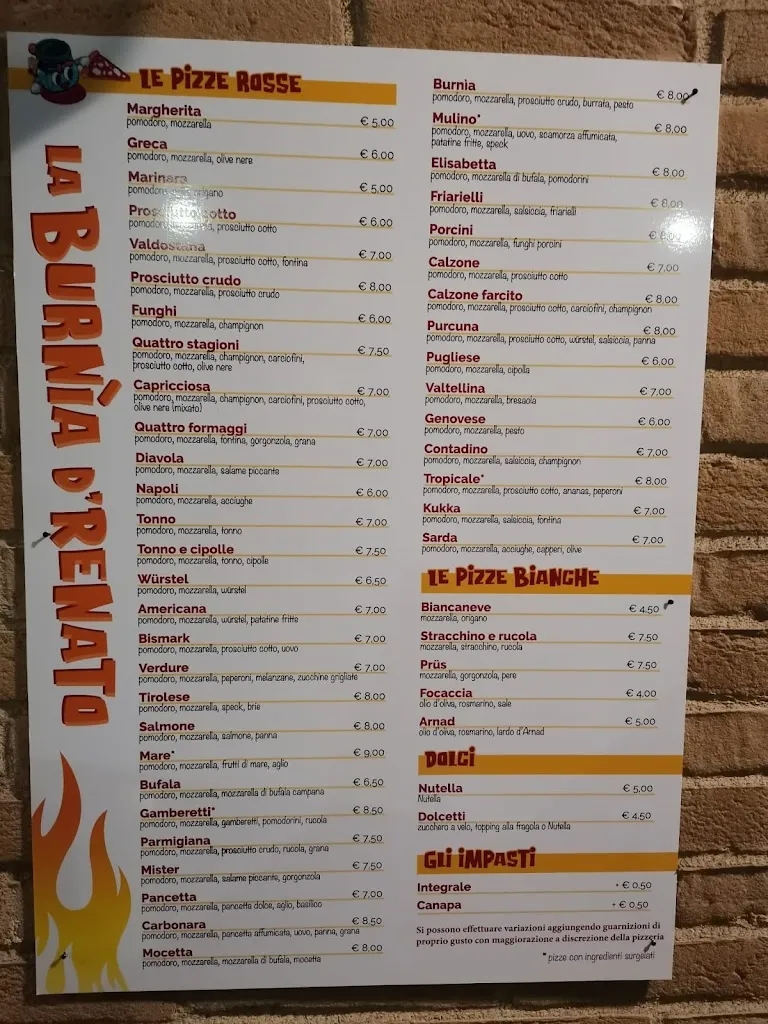 LA BURNÌA D'RENATO
LE PIZZE ROSSE
Margherita € 5,00
pomodoro, mozzarella
Greca € 6,00
pomodoro, mozzarella, olive nere
Marinara € 5,00
pomodoro, origano
Prosciutto cotto € 6,00
pomodoro, mozzarella, prosciutto cotto
Valdostana € 7,00
pomodoro, mozzarella, prosciutto cotto, fontina
Prosciutto crudo € 8,00
pomodoro, mozzarella, prosciutto crudo
Funghi € 6,00
pomodoro, mozzarella, champignon
Quattro stagioni € 7,50
pomodoro, mozzarella, champignon, carciofini,
prosciutto cotto, olive nere
Capricciosa € 7,00
pomodoro, mozzarella, champignon, carciofini, prosciutto cotto,
olive nere (mixato)
Quattro formaggi € 7,00
pomodoro, mozzarella, fontina, gorgonzola, grana
Diavola € 7,00
pomodoro, mozzarella, salame piccante
Napoli € 6,00
pomodoro, mozzarella, acciughe
Tonno € 7,00
pomodoro, mozzarella, tonno
Tonno e cipolle € 7,50
pomodoro, mozzarella, tonno, cipolle
Würstel € 6,50
pomodoro, mozzarella, würstel
Americana € 7,00
pomodoro, mozzarella, würstel, patatine fritte
Bismark € 7,00
pomodoro, mozzarella, prosciutto cotto, uovo
Verdure € 7,00
pomodoro, mozzarella, peperoni, melanzane, zucchine grigliate
Tirolese € 8,00
pomodoro, mozzarella, speck, brie
Salmone € 8,00
pomodoro, mozzarella, salmone, panna
Mare* € 9,00
pomodoro, mozzarella, frutti di mare, aglio
Bufala € 6,50
pomodoro, mozzarella, mozzarella di bufala campana
Gamberetti* € 8,50
pomodoro, mozzarella, gamberetti, pomodorini, rucola
Parmigiana € 7,50
pomodoro, mozzarella, prosciutto crudo, rucola, grana
Mister € 7,50
pomodoro, mozzarella, salame piccante, gorgonzola
Pancetta € 7,00
pomodoro, mozzarella, pancetta dolce, aglio, basilico
Carbonara € 8,50
pomodoro, mozzarella, pancetta affumicata, uovo, panna, grana
Mocetta € 8,00
pomodoro, mozzarella, mozzarella di bufala, mocetta
Burnìa € 8,00
pomodoro, mozzarella, prosciutto crudo, burrata, pesto
Mulino* € 8,00
pomodoro, mozzarella, uovo, scamorza affumicata,
patatine fritte, speck
Elisabetta € 8,00
pomodoro, mozzarella di bufala, pomodorini
Friarielli € 8,00
pomodoro, mozzarella, salsiccia, friarielli
Porcini €
pomodoro, mozzarella, funghi porcini
Calzone € 7,00
pomodoro, mozzarella, prosciutto cotto
Calzone farcito € 8,00
pomodoro, mozzarella, prosciutto cotto, carciofini, champignon
Purcuna € 8,00
pomodoro, mozzarella, prosciutto cotto, würstel, salsiccia, panna
Pugliese € 6,00
pomodoro, mozzarella, cipolla
Valtellina € 7,00
pomodoro, mozzarella, bresaola
Genovese € 6,00
pomodoro, mozzarella, pesto
Contadino € 7,00
pomodoro, mozzarella, salsiccia, champignon
Tropicale* € 8,00
pomodoro, mozzarella, prosciutto cotto, ananas, peperoni
Kukka € 7,00
pomodoro, mozzarella, salsiccia, fontina
Sarda € 7,00
pomodoro, mozzarella, acciughe, capperi, olive
LE PIZZE BIANCHE
Biancaneve € 4,50
mozzarella, origano
Stracchino e rucola € 7,50
mozzarella, stracchino, rucola
Prüs € 7,50
mozzarella, gorgonzola, pere
Focaccia € 4,00
olio d'oliva, rosmarino, sale
Arnad € 5,00
olio d'oliva, rosmarino, lardo d'Arnad
DOLCI
Nutella € 5,00
Nutella
Dolcetti € 4,50
zucchero a velo, topping alla fragola o Nutella
GLI IMPASTI
Integrale + € 0,50
Canapa + € 0,50
Si possono effettuare variazioni aggiungendo guarnizioni di
proprio gusto con maggiorazione a discrezione della pizzeria
* pizze con ingredienti surgelati